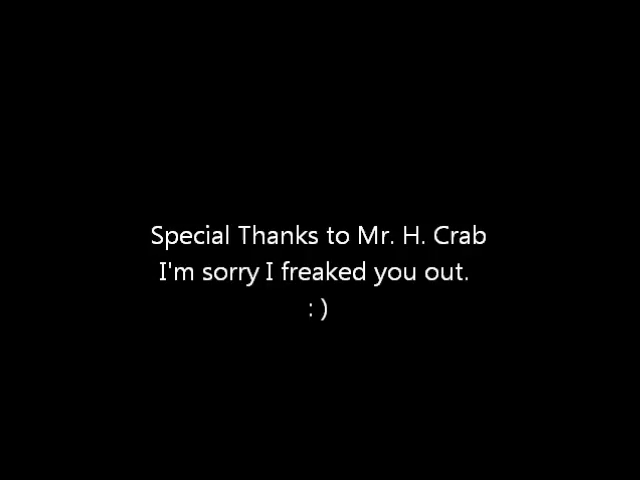 Special Thanks to Mr. H. Crab
I'm sorry I freaked you out.
: )